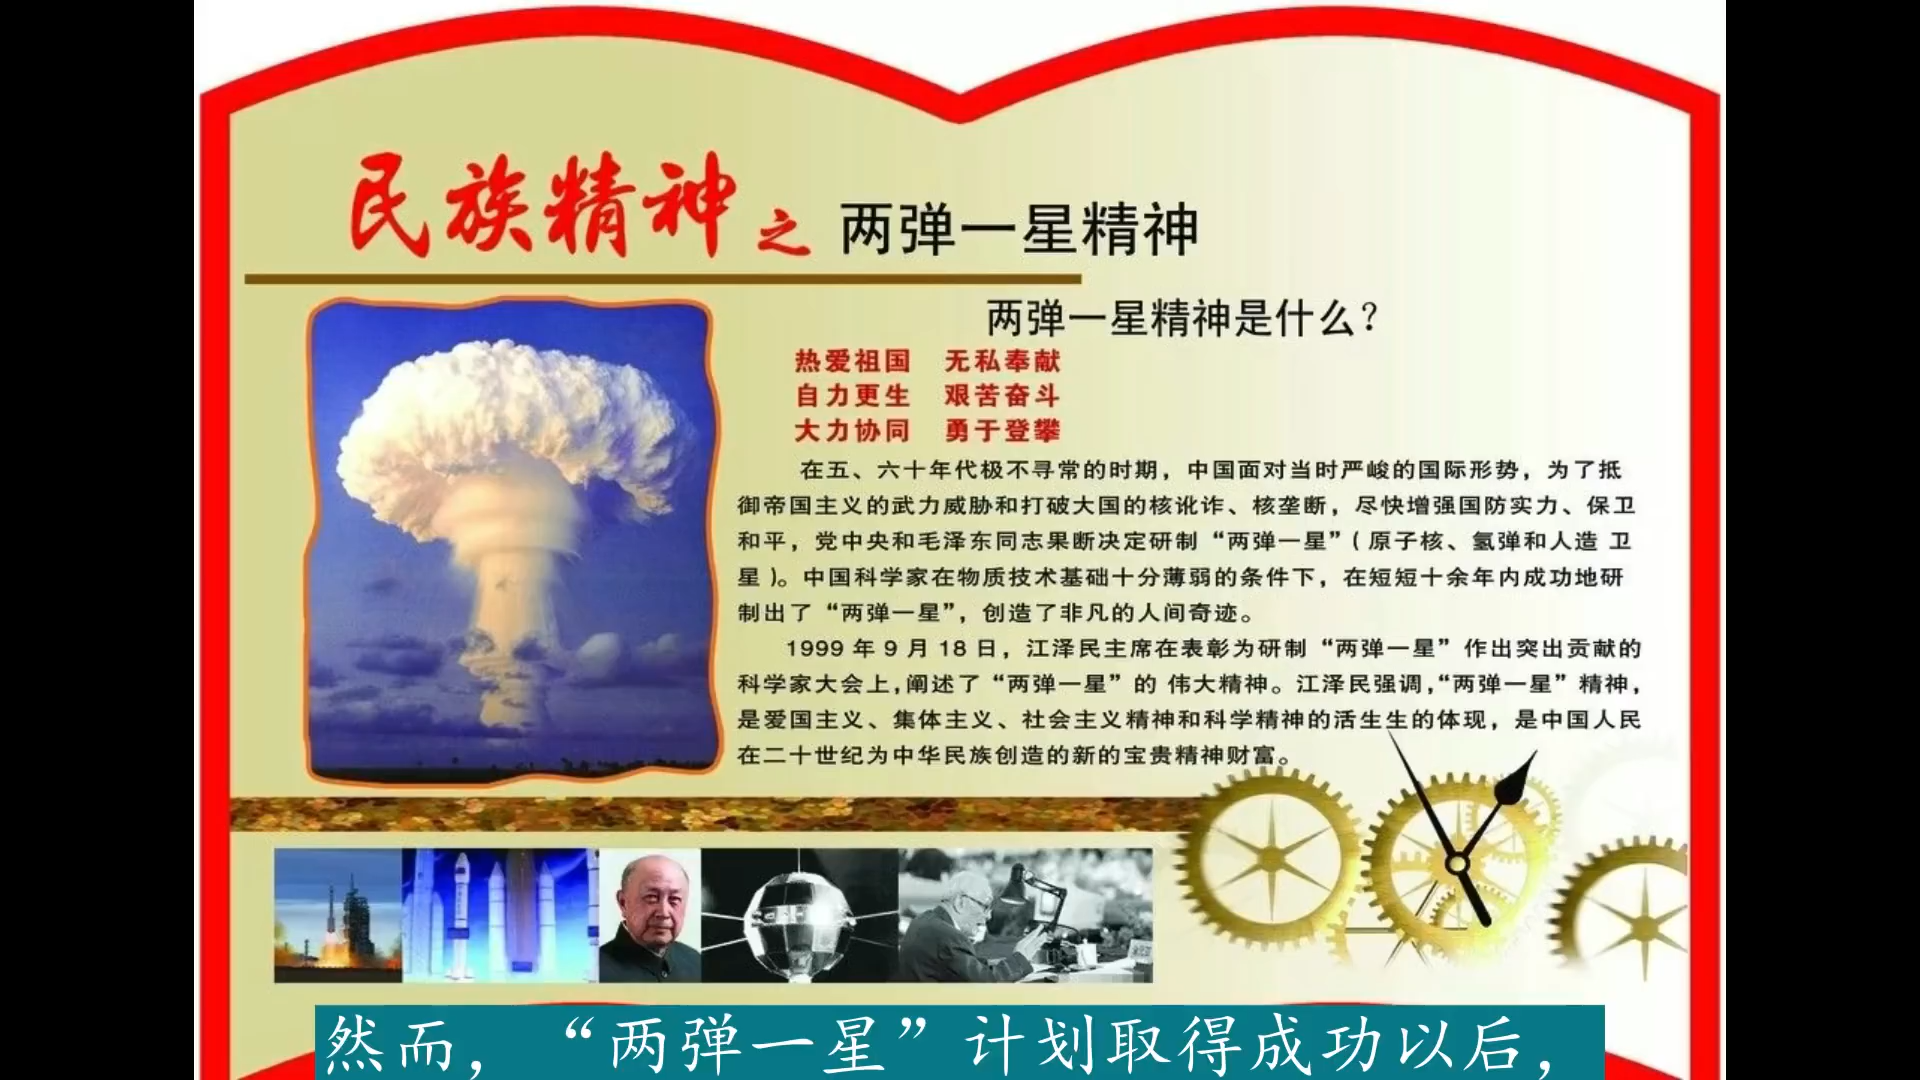 民族精神之 两弹一星精神
两弹一星精神是什么？
热爱祖国 无私奉献
自力更生 艰苦奋斗
大力协同 勇于登攀
在五、六十年代极不寻常的时期，中国面对当时严峻的国际形势，为了抵
御帝国主义的武力威胁和打破大国的核讹诈、核垄断，尽快增强国防实力、保卫
和平，党中央和毛泽东同志果断决定研制“两弹一星”( 原子核、氢弹和人造 卫
星 )。中国科学家在物质技术基础十分薄弱的条件下，在短短十余年内成功地研
制出了“两弹一星”，创造了非凡的人间奇迹。
1999 年 9 月 18 日，江泽民主席在表彰为研制“两弹一星”作出突出贡献的
科学家大会上,阐述了“两弹一星”的 伟大精神。江泽民强调,“两弹一星”精神，
是爱国主义、集体主义、社会主义精神和科学精神的活生生的体现，是中国人民
在二十世纪为中华民族创造的新的宝贵精神财富。
然而，“两弹一星”计划取得成功以后，